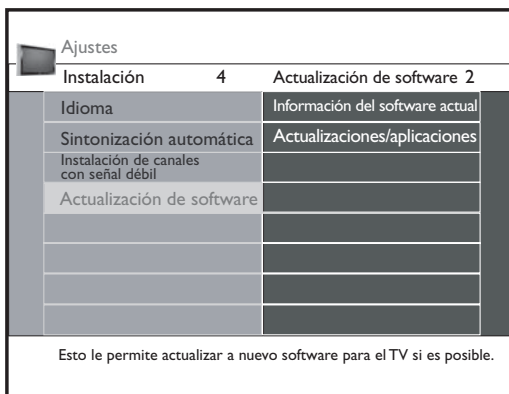 Ajustes
Instalación 4 Actualización de software 2
Idioma Información del software actual
Sintonización automática Actualizaciones/aplicaciones
Instalación de canales
con señal débil
Actualización de software
Esto le permite actualizar a nuevo software para el TV si es posible.